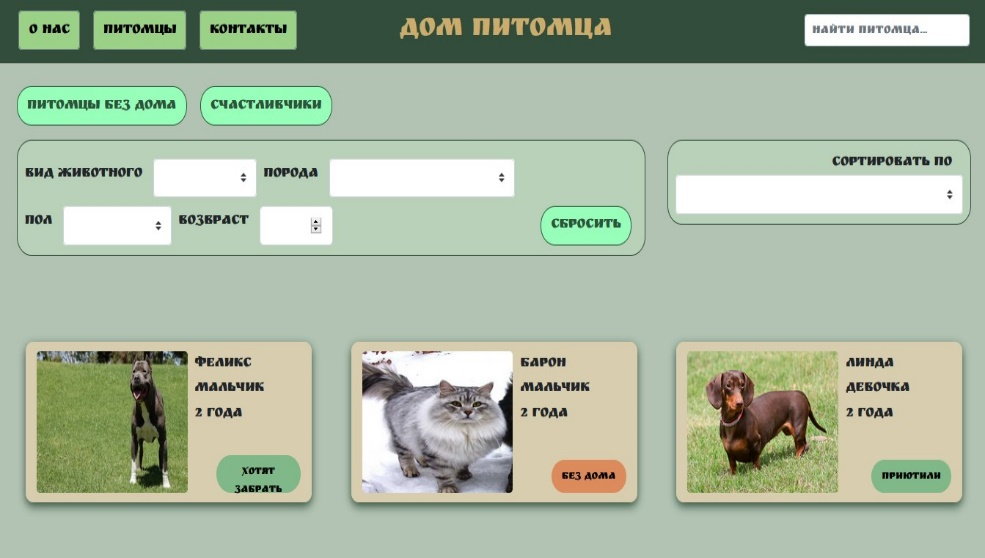 О НАС
ПИТОМЦЫ
КОНТАКТЫ
ДОМ ПИТОМЦА
НАЙТИ ПИТОМЦА...
ПИТОМЦЫ БЕЗ ДОМА
СЧАСТЛИВЧИКИ
ВИД ЖИВОТНОГО
ПОРОДА
ПОЛ
ВОЗВРАСТ
СБРОСИТЬ
СОРТИРОВАТЬ ПО
ФЕЛИКС
МАЛЬЧИК
2 ГОДА
ХОТЯТ
ЗАБРАТЬ
БАРОН
МАЛЬЧИК
2 ГОДА
БЕЗ ДОМА
ЛИНДА
ДЕВОЧКА
2 ГОДА
ПРИЮТИЛИ